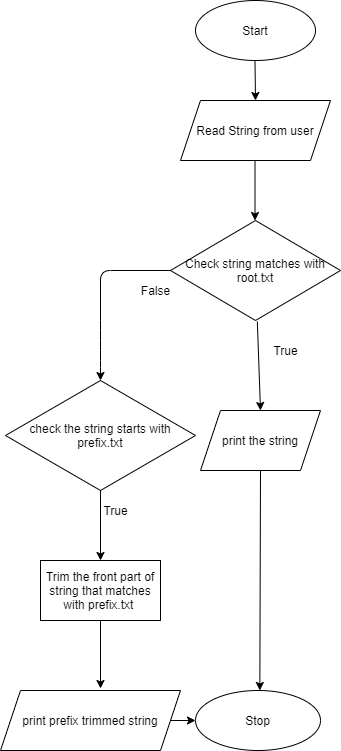 Start
Read String from user
Check string matches with
root.txt
False
True
check the string starts with
prefix.txt
print the string
True
Trim the front part of
string that matches
with prefix.txt
print prefix trimmed string
Stop